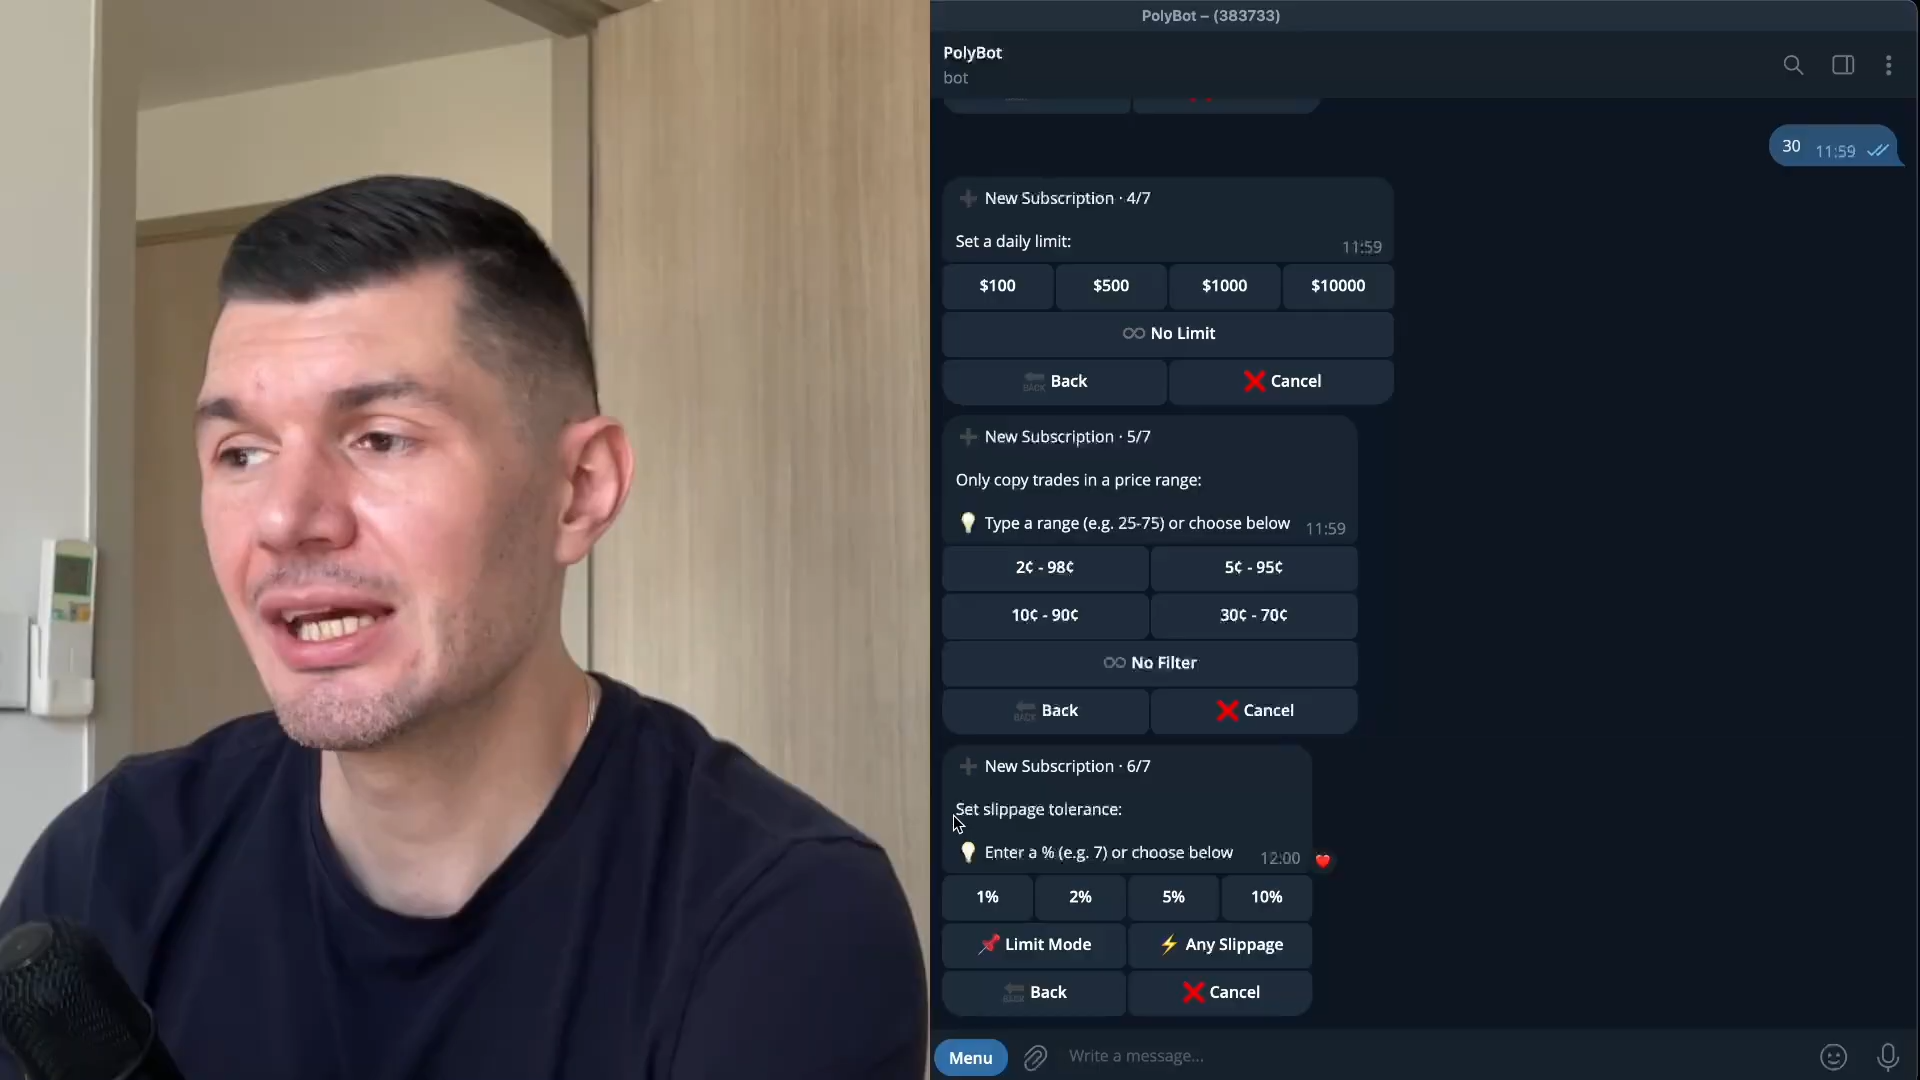 PolyBot – (383733)
PolyBot
bot
30 11:59
New Subscription · 4/7
Set a daily limit: 11:59
$100 $500 $1000 $10000
No Limit
BACK Back Cancel
New Subscription · 5/7
Only copy trades in a price range:
Type a range (e.g. 25-75) or choose below 11:59
2¢ - 98¢ 5¢ - 95¢
10¢ - 90¢ 30¢ - 70¢
No Filter
BACK Back Cancel
New Subscription · 6/7
Set slippage tolerance:
Enter a % (e.g. 7) or choose below 12:00
1% 2% 5% 10%
Limit Mode Any Slippage
BACK Back Cancel
Menu Write a message...